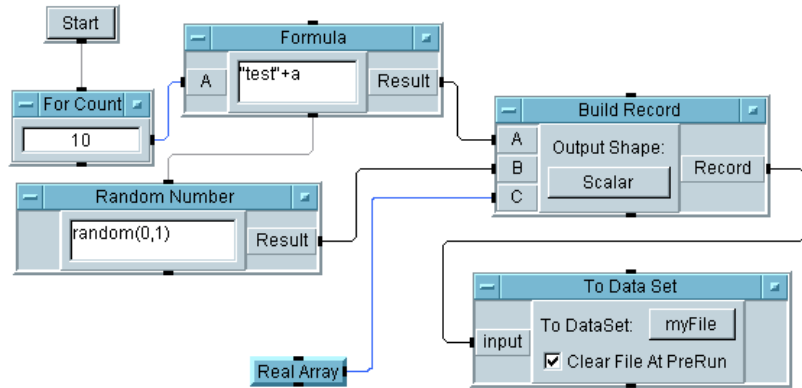 Start
Formula
A
"test"+a
Result
For Count
10
Build Record
A
B
C
Output Shape:
Scalar
Record
Random Number
random(0,1)
Result
To Data Set
input
To DataSet:
myFile
Clear File At PreRun
Real Array